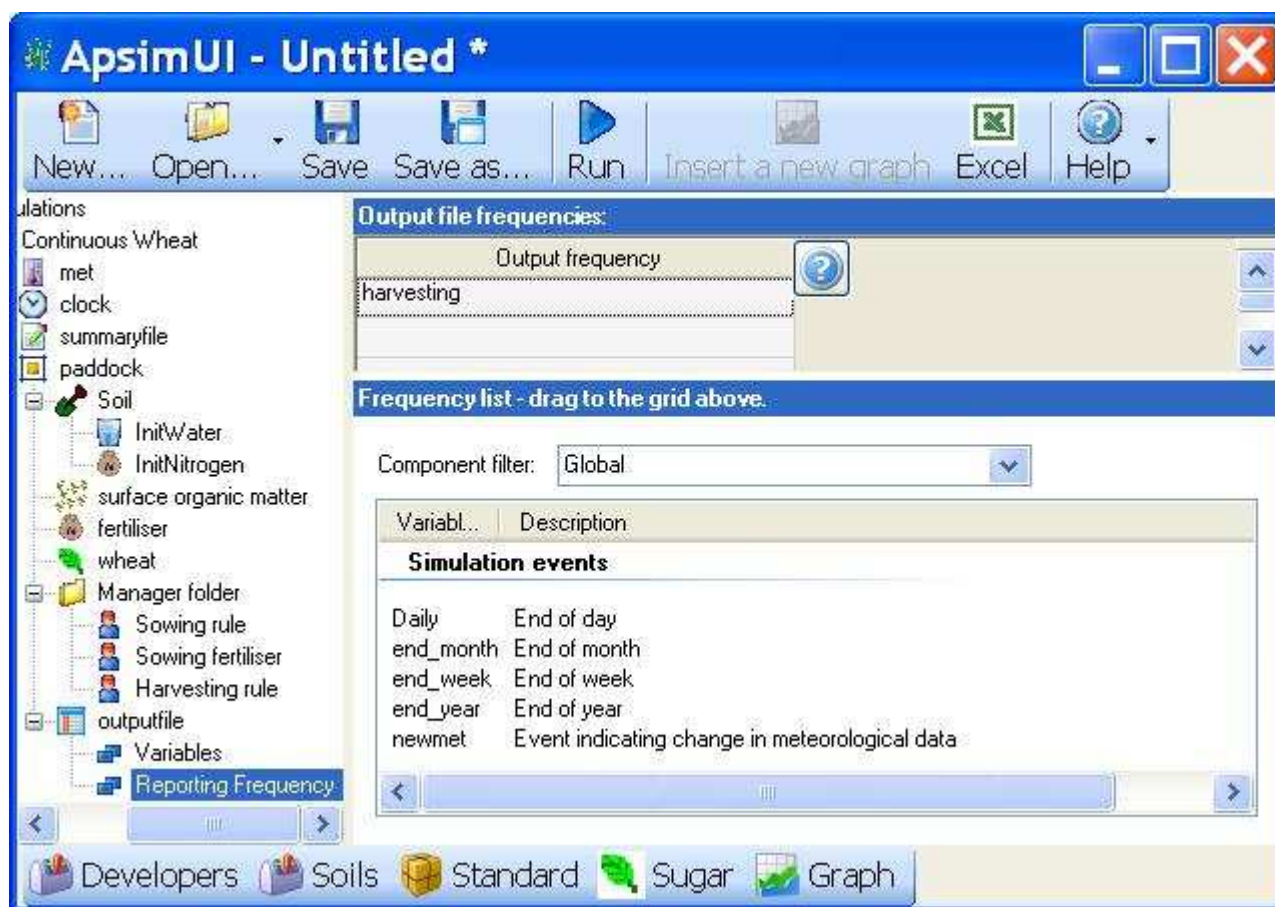 ApsimUI - Untitled *
New... Open... Save Save as... Run Insert a new graph Excel Help
ulations
Continuous Wheat
met
clock
summaryfile
paddock
Soil
InitWater
InitNitrogen
surface organic matter
fertiliser
wheat
Manager folder
Sowing rule
Sowing fertiliser
Harvesting rule
outputfile
Variables
Reporting Frequency
Output file frequencies:
Output frequency
harvesting
Frequency list - drag to the grid above.
Component filter: Global
Variabl... Description
Simulation events
Daily End of day
end_month End of month
end_week End of week
end_year End of year
newmet Event indicating change in meteorological data
Developers Soils Standard Sugar Graph